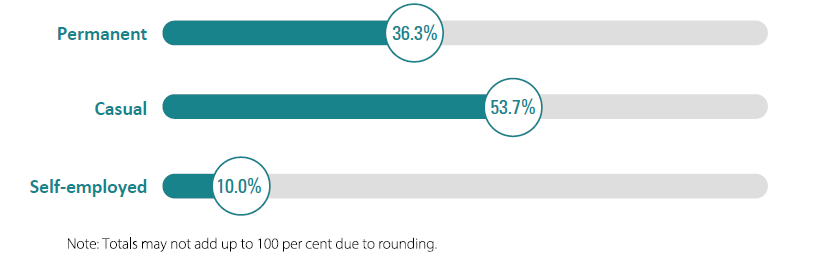 Permanent 36.3%
Casual 53.7%
Self-employed 10.0%
Note: Totals may not add up to 100 per cent due to rounding.